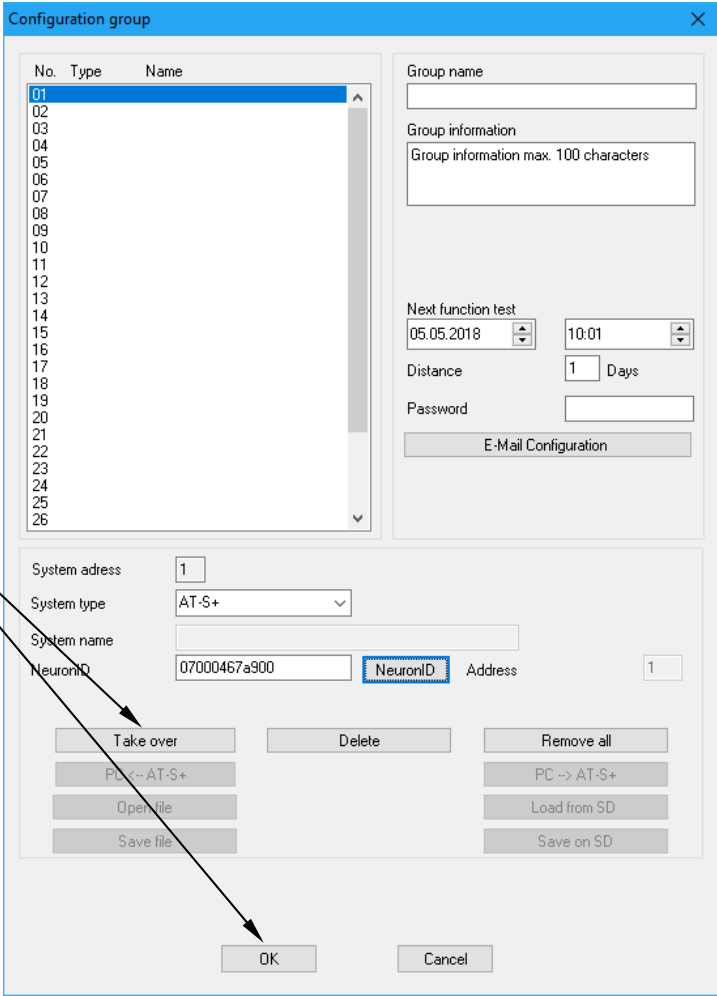 Configuration group
No. Type Name
01
02
03
04
05
06
07
08
09
10
11
12
13
14
15
16
17
18
19
20
21
22
23
24
25
26
Group name
Group information
Group information max. 100 characters
Next function test
05.05.2018 10:01
Distance 1 Days
Password
E-Mail Configuration
System adress 1
System type AT-S+
System name
NeuronID 07000467a900 NeuronID Address 1
Take over Delete Remove all
PC <-- AT-S+ PC --> AT-S+
Open file Load from SD
Save file Save on SD
OK Cancel